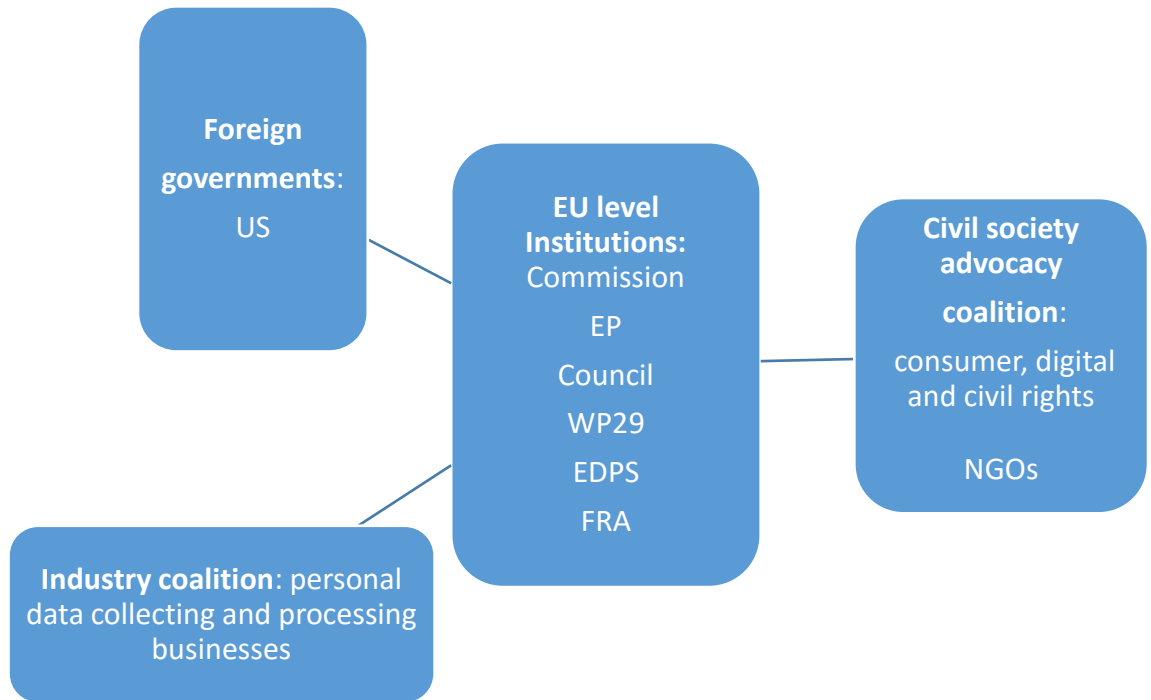 Foreign
governments:
US
EU level
Institutions:
Commission
EP
Council
WP29
EDPS
FRA
Civil society
advocacy
coalition:
consumer, digital
and civil rights
NGOs
Industry coalition: personal
data collecting and processing
businesses